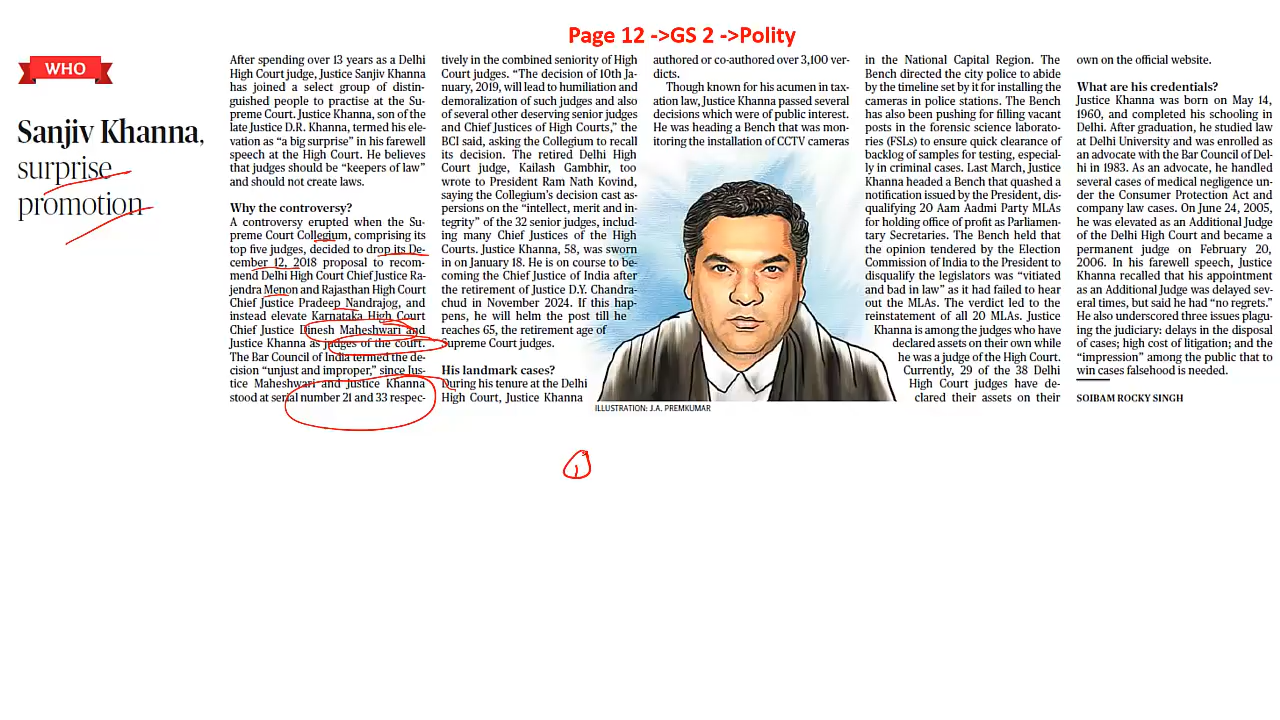 Page 12 ->GS 2 ->Polity
WHO
Sanjiv Khanna,
surprise
promotion
After spending over 13 years as a Delhi
High Court judge, Justice Sanjiv Khanna
has joined a select group of distin-
guished people to practise at the Su-
preme Court. Justice Khanna, son of the
late Justice D.R. Khanna, termed his ele-
vation as “a big surprise” in his farewell
speech at the High Court. He believes
that judges should be “keepers of law”
and should not create laws.
Why the controversy?
A controversy erupted when the Su-
preme Court Collegium, comprising its
top five judges, decided to drop its De-
cember 12, 2018 proposal to recom-
mend Delhi High Court Chief Justice Ra-
jendra Menon and Rajasthan High Court
Chief Justice Pradeep Nandrajog, and
instead elevate Karnataka High Court
Chief Justice Dinesh Maheshwari and
Justice Khanna as judges of the court.
The Bar Council of India termed the de-
cision “unjust and improper,” since Jus-
tice Maheshwari and Justice Khanna
stood at serial number 21 and 33 respec-
tively in the combined seniority of High
Court judges. “The decision of 10th Ja-
nuary, 2019, will lead to humiliation and
demoralization of such judges and also
of several other deserving senior judges
and Chief Justices of High Courts,” the
BCI said, asking the Collegium to recall
its decision. The retired Delhi High
Court judge, Kailash Gambhir, too
wrote to President Ram Nath Kovind,
saying the Collegium’s decision cast as-
persions on the “intellect, merit and in-
tegrity” of the 32 senior judges, includ-
ing many Chief Justices of the High
Courts. Justice Khanna, 58, was sworn
in on January 18. He is on course to be-
coming the Chief Justice of India after
the retirement of Justice D.Y. Chandra-
chud in November 2024. If this hap-
pens, he will helm the post till he
reaches 65, the retirement age of
Supreme Court judges.
His landmark cases?
During his tenure at the Delhi
High Court, Justice Khanna
authored or co-authored over 3,100 ver-
dicts.
Though known for his acumen in tax-
ation law, Justice Khanna passed several
decisions which were of public interest.
He was heading a Bench that was mon-
itoring the installation of CCTV cameras
in the National Capital Region. The
Bench directed the city police to abide
by the timeline set by it for installing the
cameras in police stations. The Bench
has also been pushing for filling vacant
posts in the forensic science laborato-
ries (FSLs) to ensure quick clearance of
backlog of samples for testing, especial-
ly in criminal cases. Last March, Justice
Khanna headed a Bench that quashed a
notification issued by the President, dis-
qualifying 20 Aam Aadmi Party MLAs
for holding office of profit as Parliamen-
tary Secretaries. The Bench held that
the opinion tendered by the Election
Commission of India to the President to
disqualify the legislators was “vitiated
and bad in law” as it had failed to hear
out the MLAs. The verdict led to the
reinstatement of all 20 MLAs. Justice
Khanna is among the judges who have
declared assets on their own while
he was a judge of the High Court.
Currently, 29 of the 38 Delhi
High Court judges have de-
clared their assets on their
own on the official website.
What are his credentials?
Justice Khanna was born on May 14,
1960, and completed his schooling in
Delhi. After graduation, he studied law
at Delhi University and was enrolled as
an advocate with the Bar Council of Del-
hi in 1983. As an advocate, he handled
several cases of medical negligence un-
der the Consumer Protection Act and
company law cases. On June 24, 2005,
he was elevated as an Additional Judge
of the Delhi High Court and became a
permanent judge on February 20,
2006. In his farewell speech, Justice
Khanna recalled that his appointment
as an Additional Judge was delayed sev-
eral times, but said he had “no regrets.”
He also underscored three issues plagu-
ing the judiciary: delays in the disposal
of cases; high cost of litigation; and the
“impression” among the public that to
win cases falsehood is needed.
SOIBAM ROCKY SINGH
ILLUSTRATION: J.A. PREMKUMAR
1